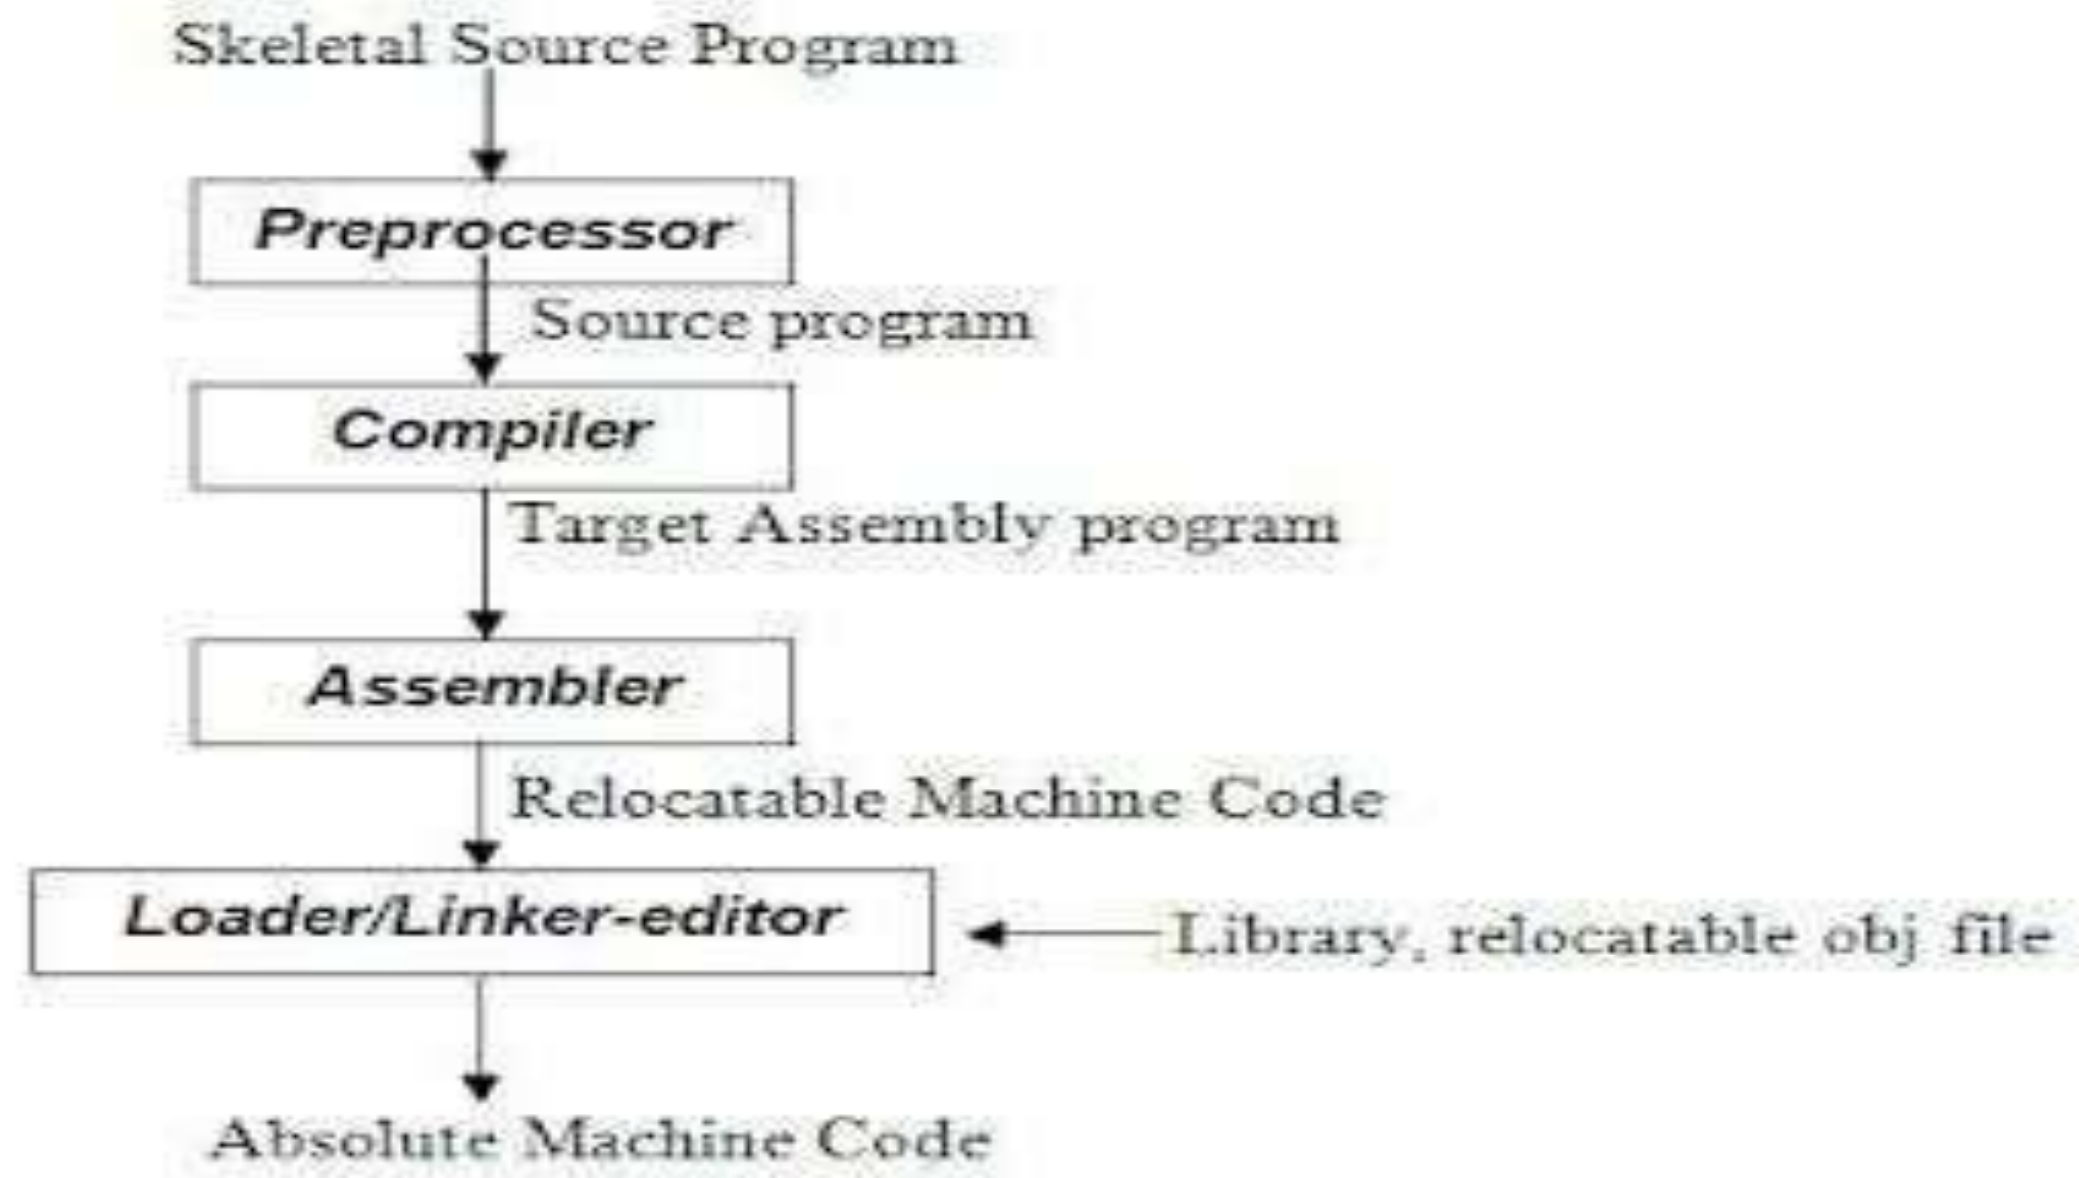 Skeletal Source Program
Preprocessor
Source program
Compiler
Target Assembly program
Assembler
Relocatable Machine Code
Loader/Linker-editor
Library, relocatable obj file
Absolute Machine Code